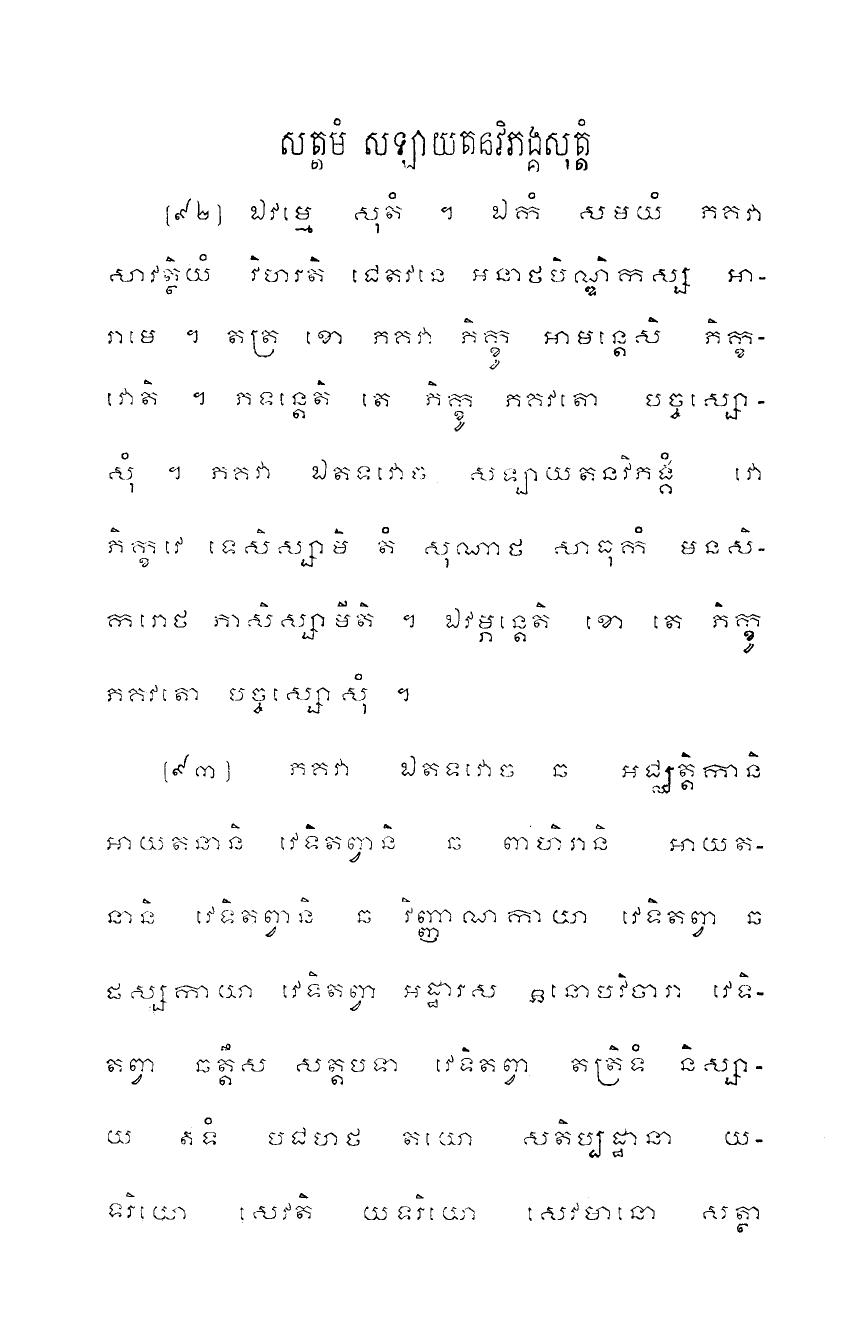 សត្តមំ សឡាយតនវិភង្គសុត្តំ
(៩២) ឯវម្មេ សុតំ ។ ឯកំ សមយំ ភគវា
សាវត្ថិយំ វិហរតិ ជេតវនេ អនាថបិណ្ឌិកស្ស អា-
រាមេ ។ តត្រ ខោ ភគវា ភិក្ខូ អាមន្តេសិ ភិក្ខ-
វោតិ ។ ភទន្តេតិ តេ ភិក្ខូ ភគវតោ បច្ចស្សោ-
សុំ ។ ភគវា ឯតទវោច សឡាយតនវិភង្គំ វោ
ភិក្ខវេ ទេសិស្សាមិ តំ សុណាថ សាធុកំ មនសិ-
ករោថ ភាសិស្សាមីតិ ។ ឯវម្ភន្តេតិ ខោ តេ ភិក្ខូ
ភគវតោ បច្ចស្សោសុំ ។
(៩៣) ភគវា ឯតទវោច ឆ អជ្ឈត្តិកានិ
អាយតនានិ វេទិតព្វានិ ឆ ពាហិរានិ អាយត-
នានិ វេទិតព្វានិ ឆ វិញ្ញាណកាយា វេទិតព្វា ឆ
ផស្សកាយា វេទិតព្វា អដ្ឋារស មនោបវិចារា វេទិ-
តព្វា ឆត្តឹស សត្តបទា វេទិតព្វា តត្រិទំ និស្សា-
យ ឥទំ បជហថ តយោ សតិប្បដ្ឋានា យ-
ទរិយោ សេវតិ យទរិយោ សេវមានោ សត្ថា